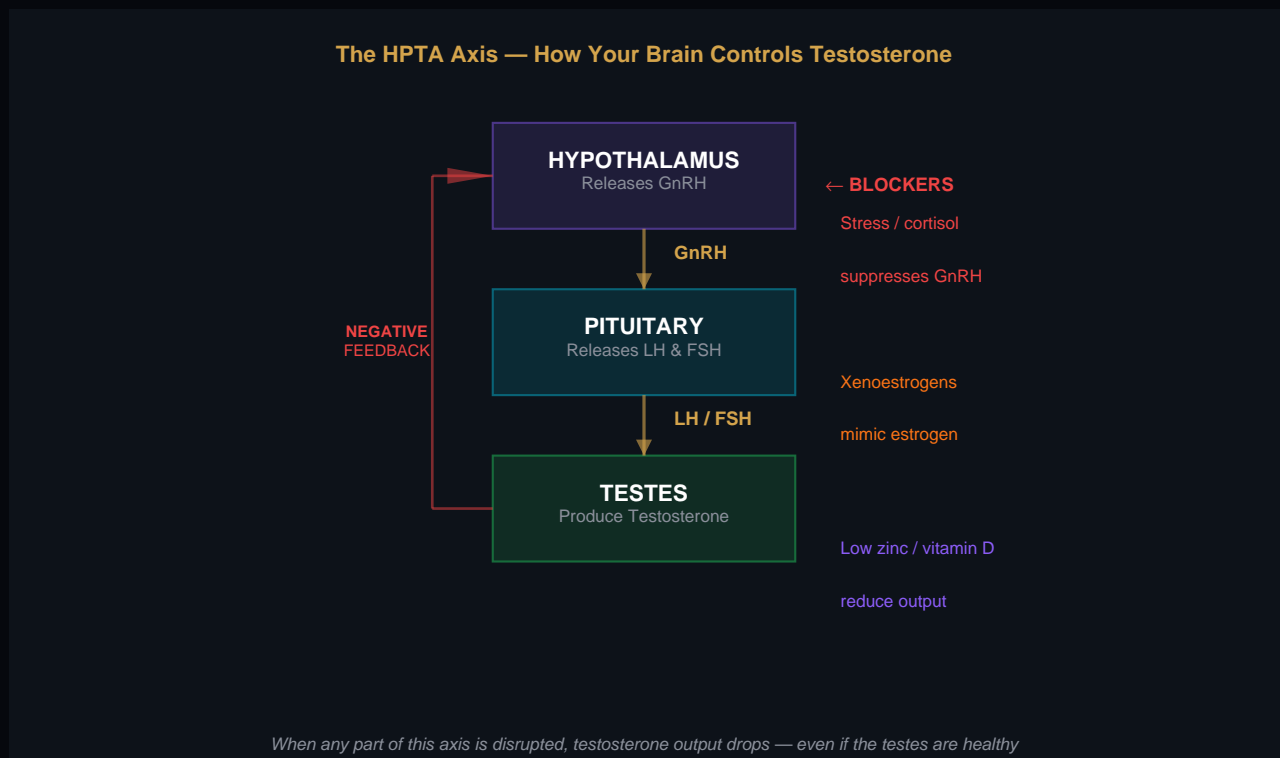 The HPTA Axis — How Your Brain Controls Testosterone
HYPOTHALAMUS
Releases GnRH
← BLOCKERS
Stress / cortisol
suppresses GnRH
GnRH
PITUITARY
Releases LH & FSH
NEGATIVE
FEEDBACK
Xenoestrogens
mimic estrogen
LH / FSH
TESTES
Produce Testosterone
Low zinc / vitamin D
reduce output
When any part of this axis is disrupted, testosterone output drops — even if the testes are healthy